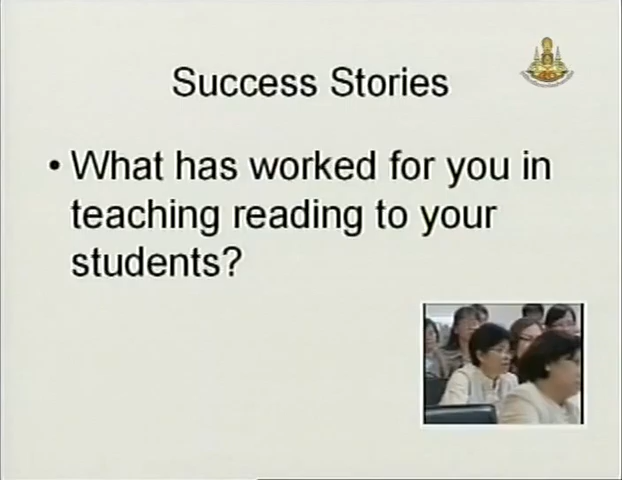 Success Stories
• What has worked for you in
teaching reading to your
students?